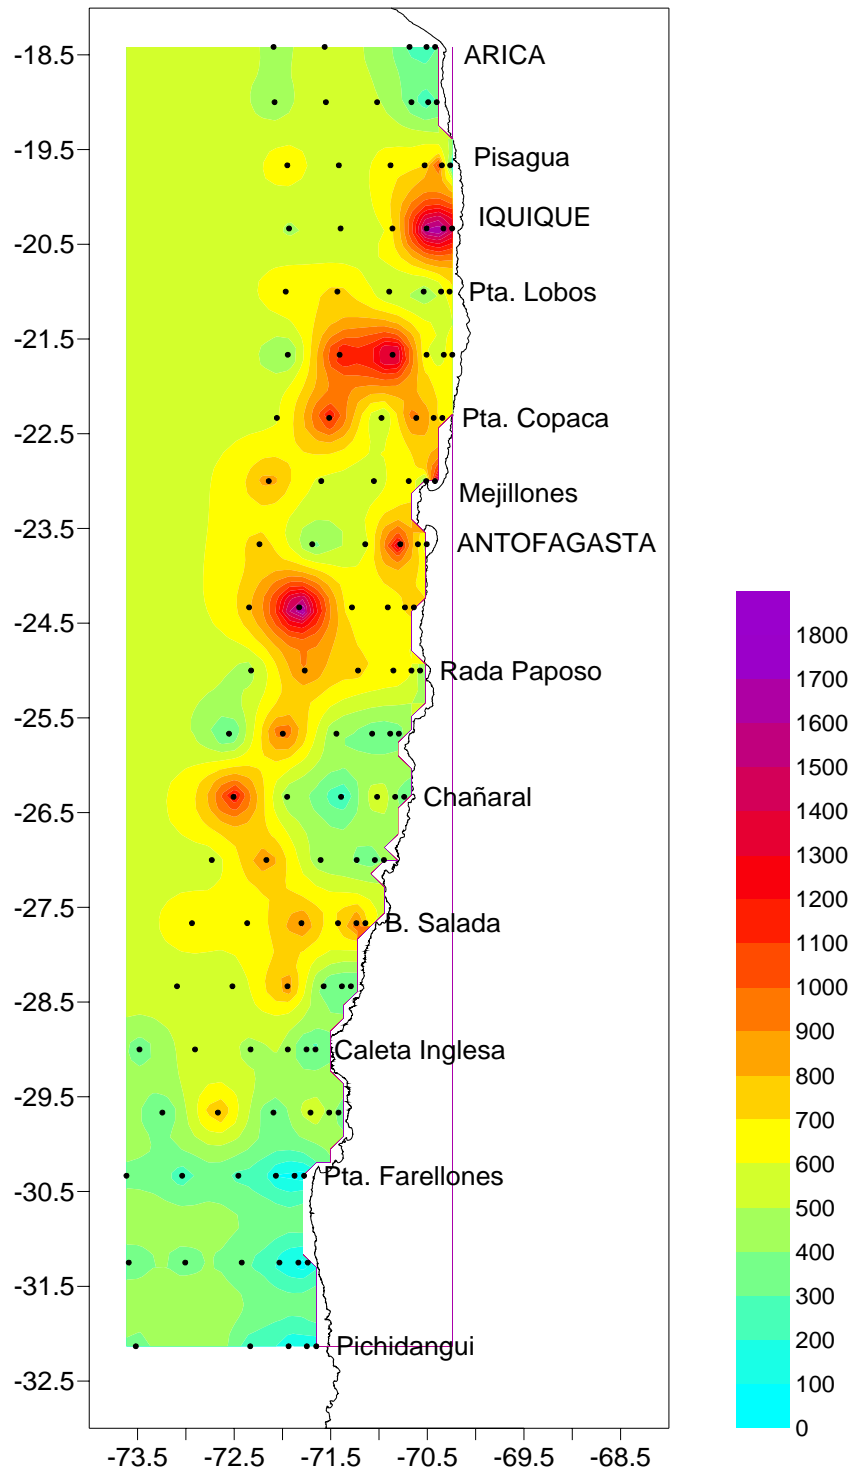 -18.5
ARICA
-19.5
Pisagua
IQUIQUE
-20.5
Pta. Lobos
-21.5
Pta. Copaca
-22.5
Mejillones
-23.5
ANTOFAGASTA
-24.5
Rada Paposo
-25.5
Chañaral
-26.5
-27.5
B. Salada
-28.5
Caleta Inglesa
-29.5
Pta. Farellones
-30.5
-31.5
Pichidangui
-32.5
-73.5 -72.5 -71.5 -70.5 -69.5 -68.5
1800
1700
1600
1500
1400
1300
1200
1100
1000
900
800
700
600
500
400
300
200
100
0